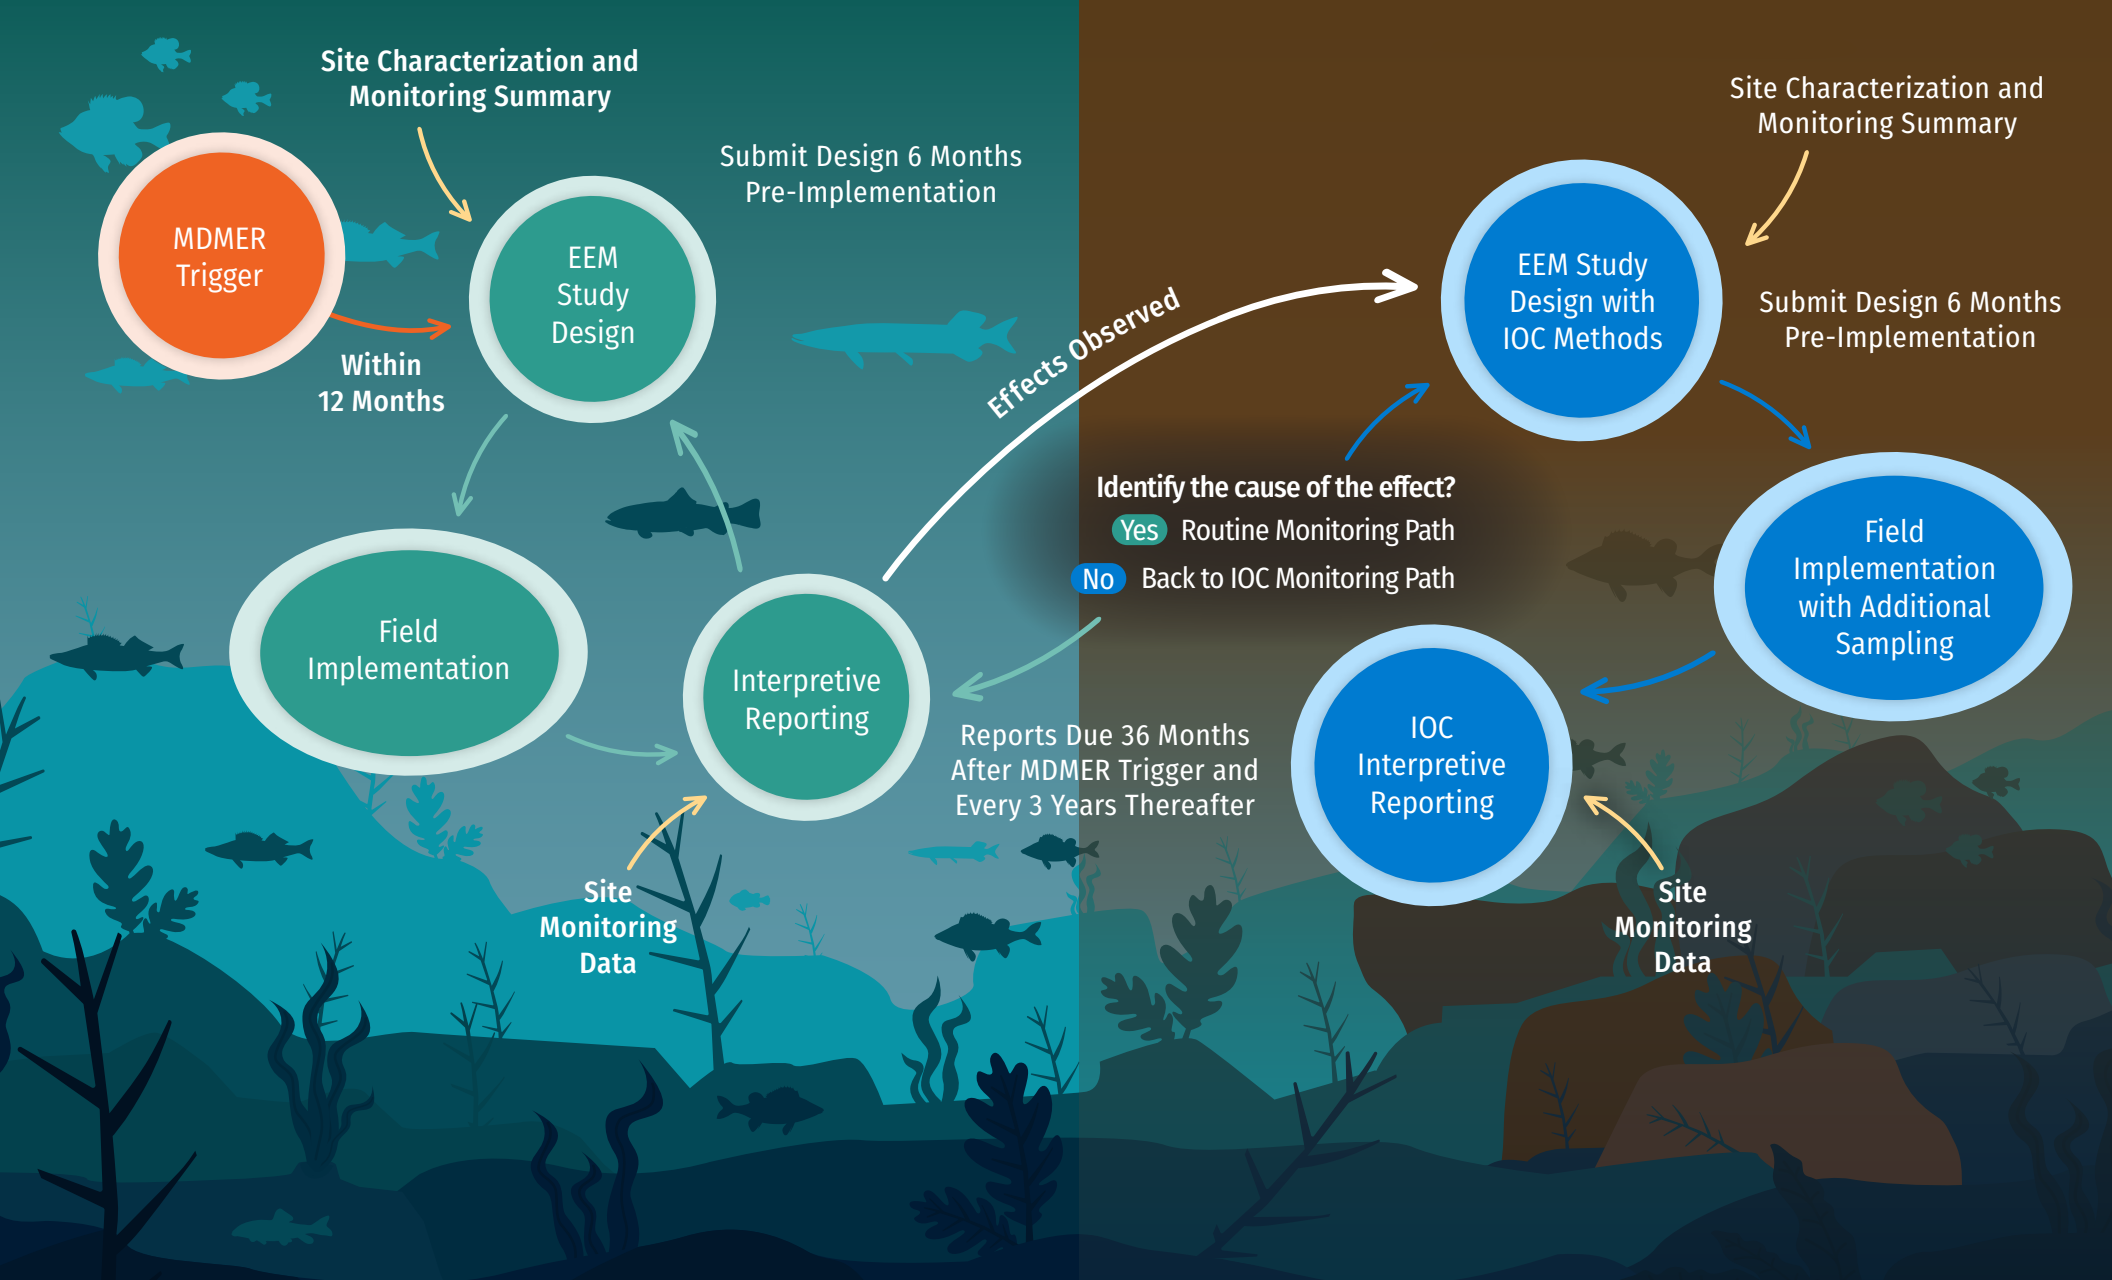 Site Characterization and
Monitoring Summary
MDMER
Trigger
Within
12 Months
EEM
Study
Design
Submit Design 6 Months
Pre-Implementation
Field
Implementation
Interpretive
Reporting
Site
Monitoring
Data
Reports Due 36 Months
After MDMER Trigger and
Every 3 Years Thereafter
Effects Observed
Site Characterization and
Monitoring Summary
EEM Study
Design with
IOC Methods
Submit Design 6 Months
Pre-Implementation
Identify the cause of the effect?
Yes Routine Monitoring Path
No Back to IOC Monitoring Path
Field
Implementation
with Additional
Sampling
IOC
Interpretive
Reporting
Site
Monitoring
Data